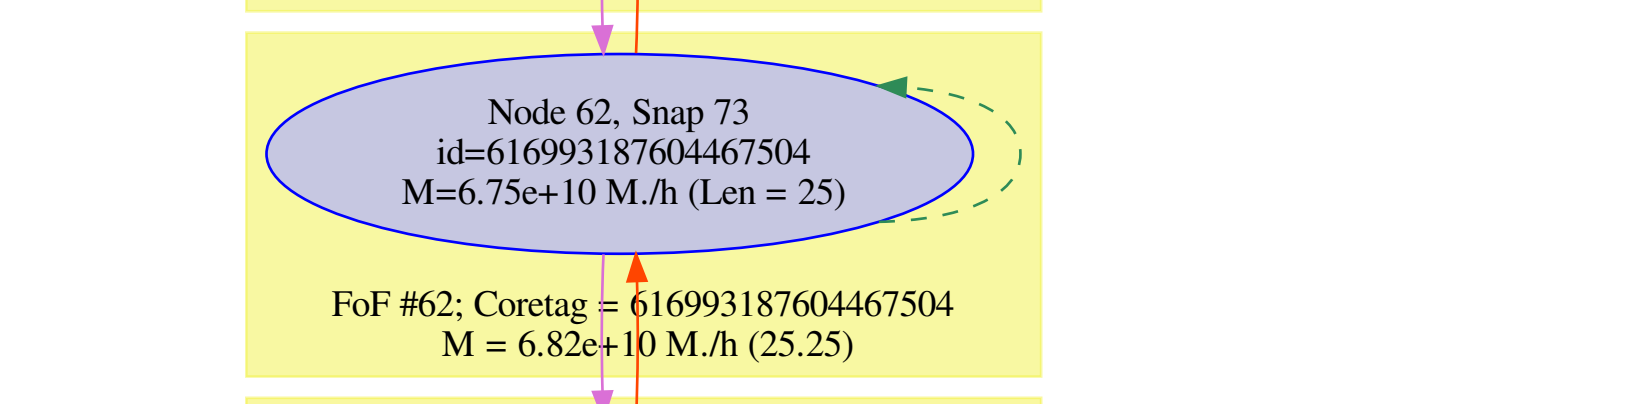 Node 62, Snap 73
id=616993187604467504
M=6.75e+10 M./h (Len = 25)
FoF #62; Coretag = 616993187604467504
M = 6.82e+10 M./h (25.25)